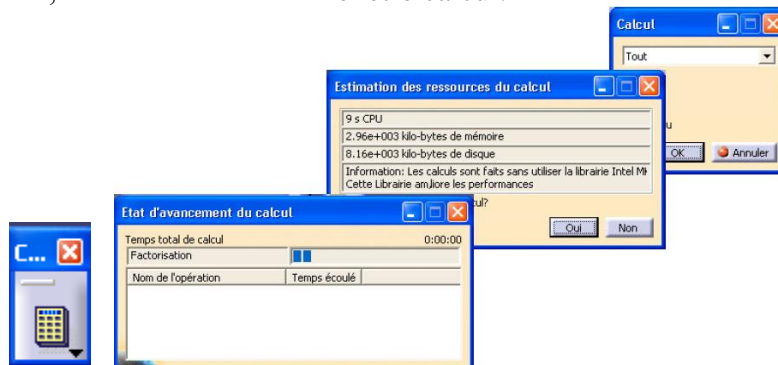 Calcul
Tout
OK
Annuler
Estimation des ressources du calcul
9 s CPU
2.96e+003 kilo-bytes de mémoire
8.16e+003 kilo-bytes de disque
Information: Les calculs sont faits sans utiliser la librairie Intel
Cette Librairie am,liore les performances
Oui
Non
Etat d'avancement du calcul
Temps total de calcul 0:00:00
Factorisation
Nom de l'opération Temps écoulé
C...